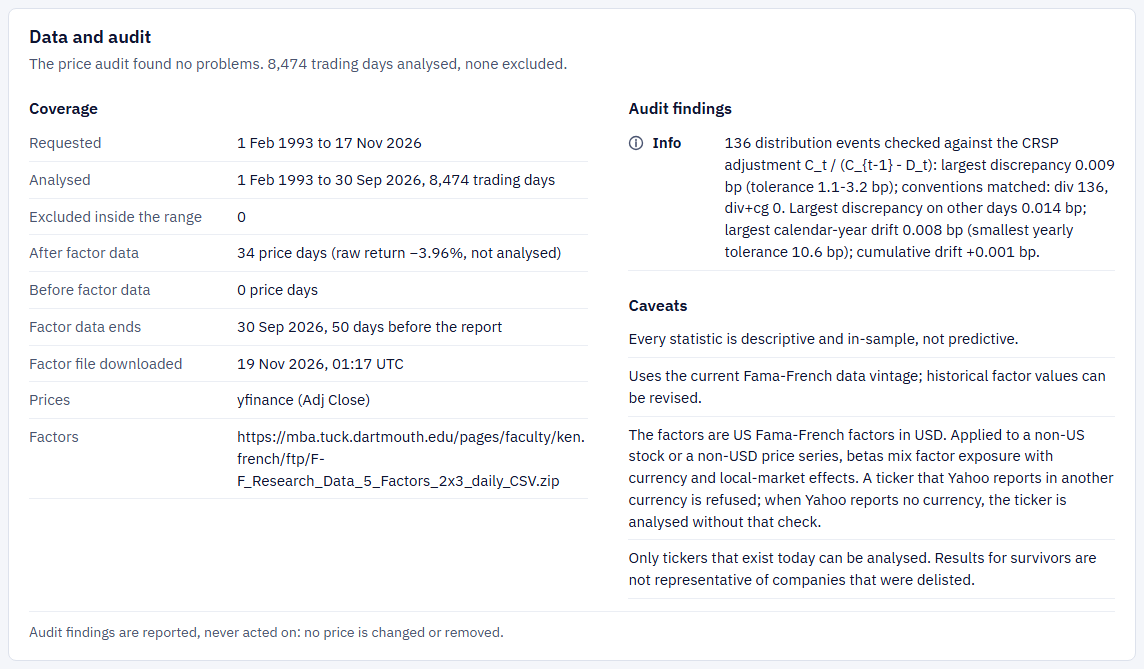 Data and audit
The price audit found no problems. 8,474 trading days analysed, none excluded.
Coverage
Requested 1 Feb 1993 to 17 Nov 2026
Analysed 1 Feb 1993 to 30 Sep 2026, 8,474 trading days
Excluded inside the range 0
After factor data 34 price days (raw return −3.96%, not analysed)
Before factor data 0 price days
Factor data ends 30 Sep 2026, 50 days before the report
Factor file downloaded 19 Nov 2026, 01:17 UTC
Prices yfinance (Adj Close)
Factors https://mba.tuck.dartmouth.edu/pages/faculty/ken.
french/ftp/F-
F_Research_Data_5_Factors_2x3_daily_CSV.zip
Audit findings
Info 136 distribution events checked against the CRSP
adjustment C_t / (C_{t-1} - D_t): largest discrepancy 0.009
bp (tolerance 1.1-3.2 bp); conventions matched: div 136,
div+cg 0. Largest discrepancy on other days 0.014 bp;
largest calendar-year drift 0.008 bp (smallest yearly
tolerance 10.6 bp); cumulative drift +0.001 bp.
Caveats
Every statistic is descriptive and in-sample, not predictive.
Uses the current Fama-French data vintage; historical factor values can
be revised.
The factors are US Fama-French factors in USD. Applied to a non-US
stock or a non-USD price series, betas mix factor exposure with
currency and local-market effects. A ticker that Yahoo reports in another
currency is refused; when Yahoo reports no currency, the ticker is
analysed without that check.
Only tickers that exist today can be analysed. Results for survivors are
not representative of companies that were delisted.
Audit findings are reported, never acted on: no price is changed or removed.